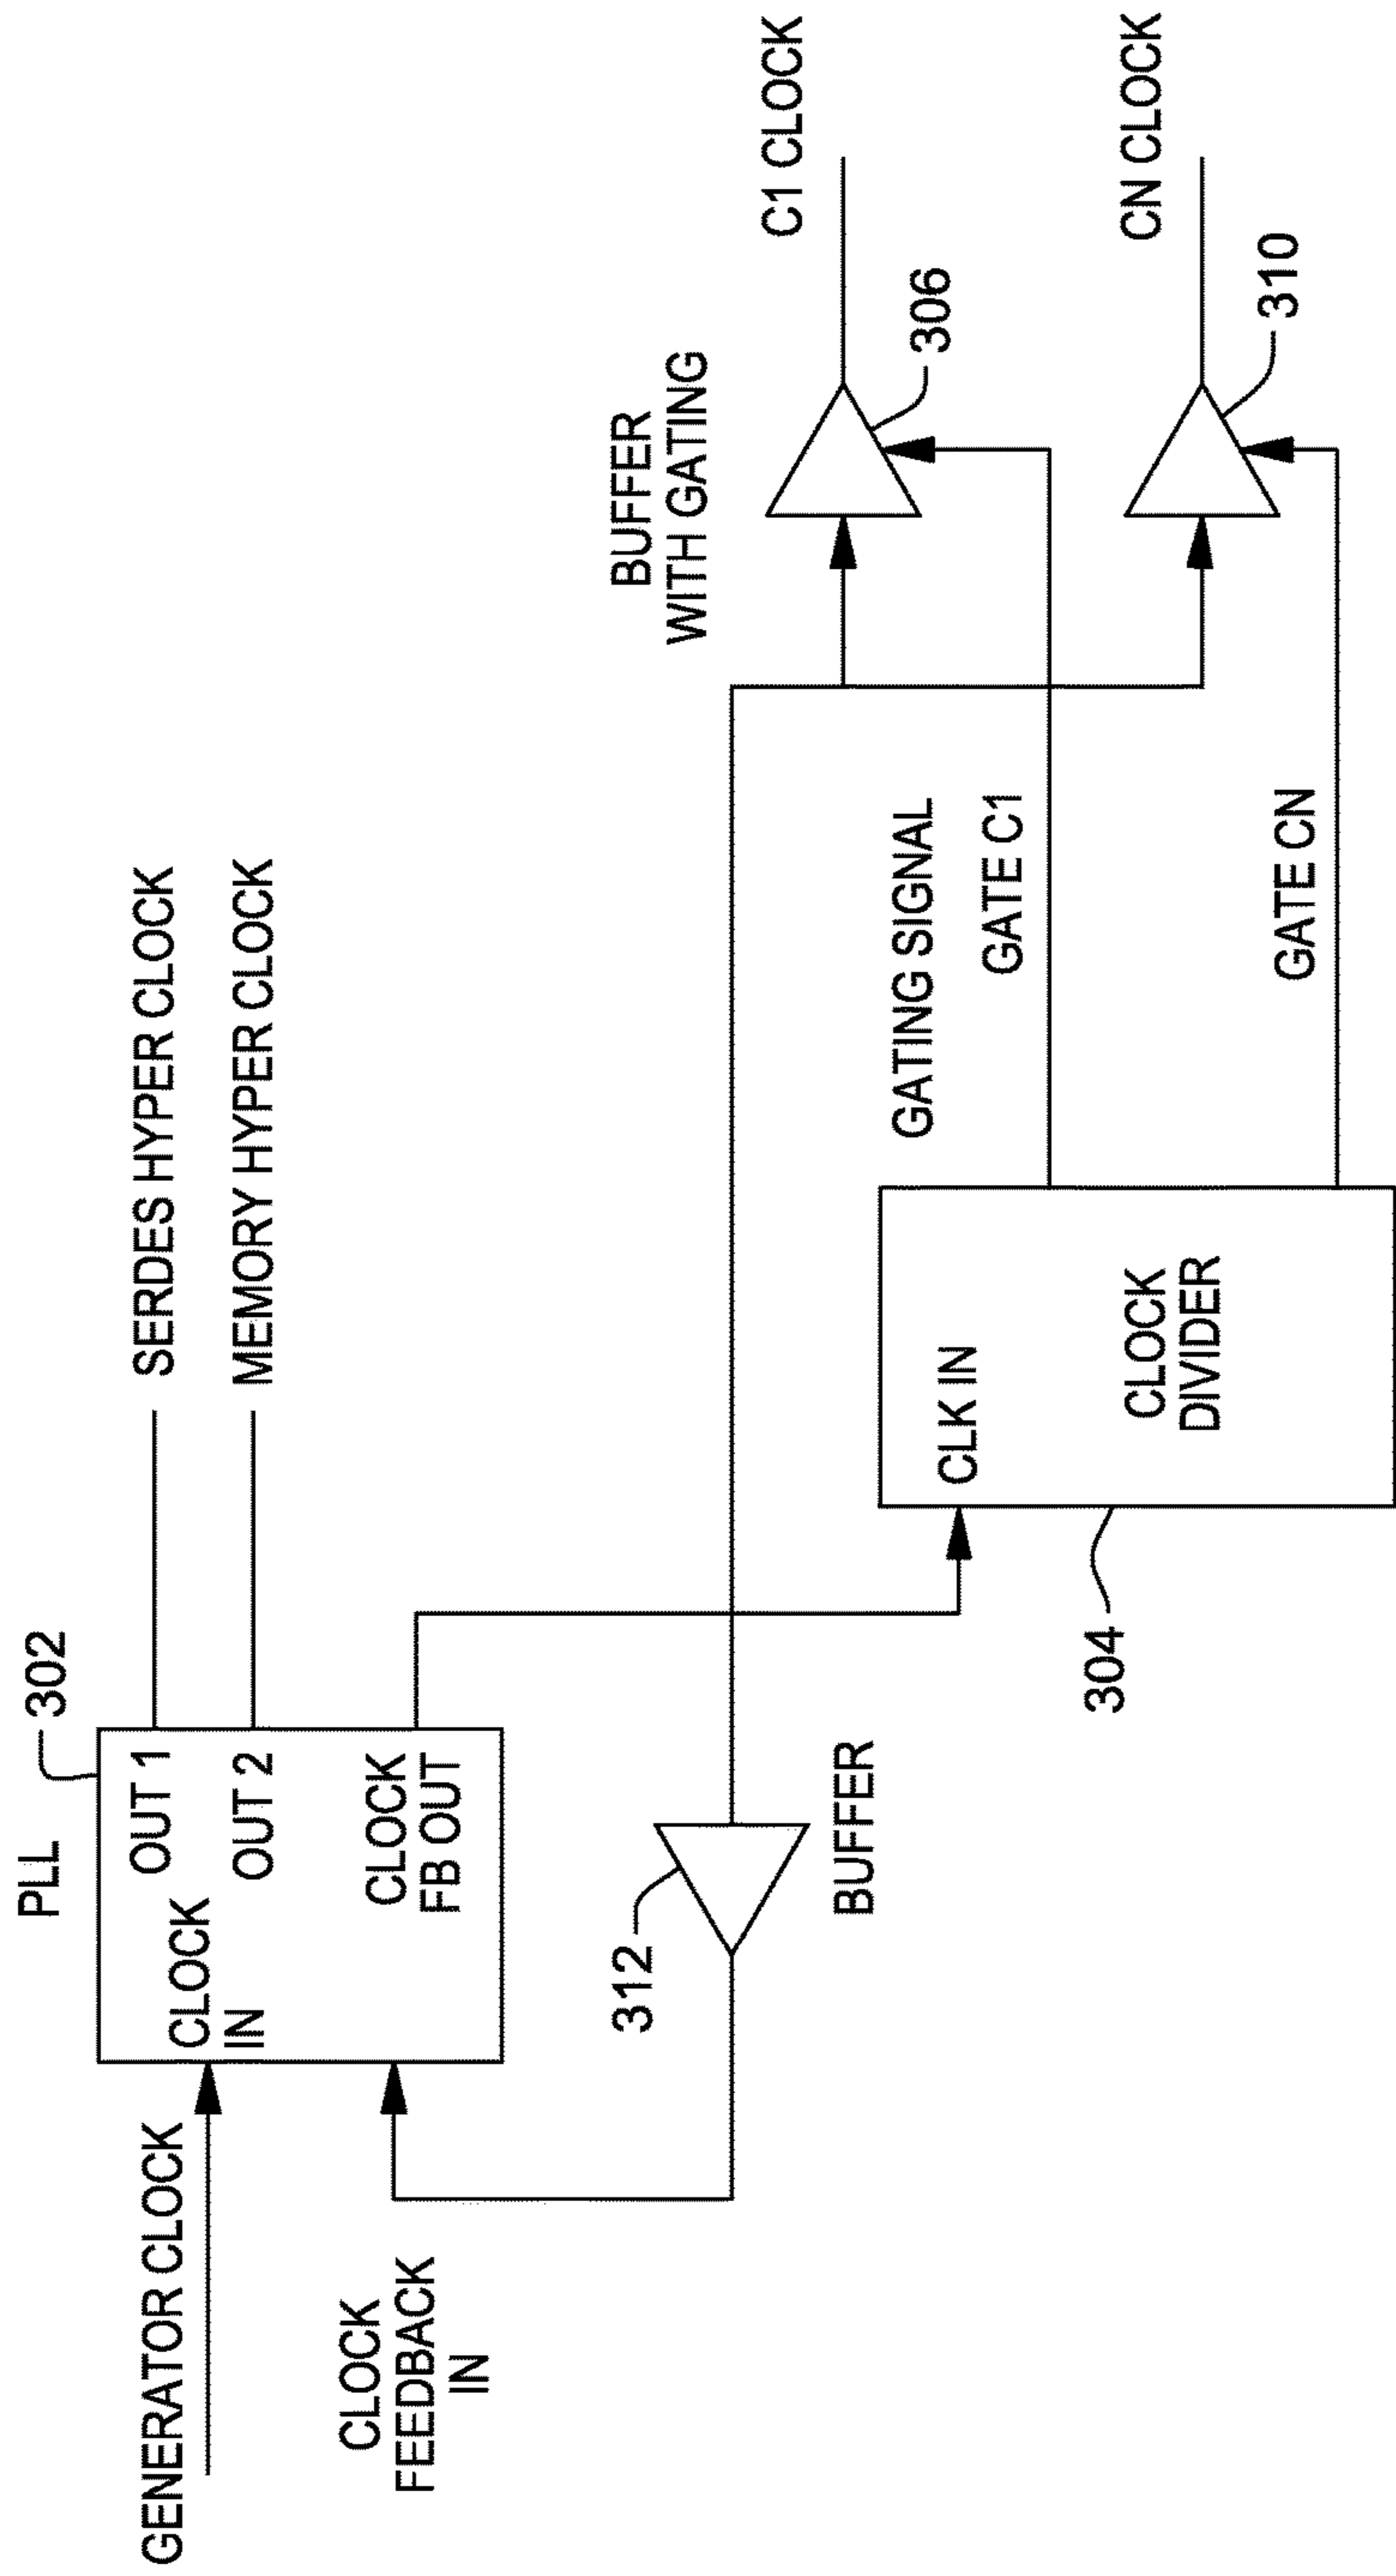 PLL
302
GENERATOR CLOCK
CLOCK
IN
OUT 1
OUT 2
CLOCK
FB OUT
SERDES HYPER CLOCK
MEMORY HYPER CLOCK
CLOCK
FEEDBACK
IN
312
BUFFER
BUFFER
WITH GATING
C1 CLOCK
306
CN CLOCK
310
GATING SIGNAL
GATE C1
GATE CN
CLK IN
CLOCK
DIVIDER
304